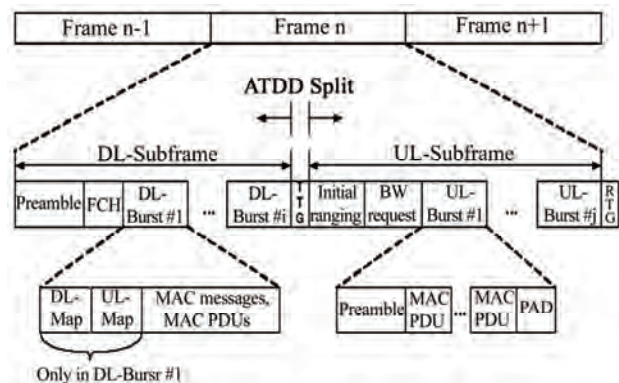 Frame n-1 Frame n Frame n+1
ATDD Split
DL-Subframe UL-Subframe
Preamble FCH DL-Burst #1 ... DL-Burst #i TTG Initial ranging BW request UL-Burst #1 ... UL-Burst #j RTG
DL-Map UL-Map MAC messages, MAC PDUs
Preamble MAC PDU ... MAC PDU PAD
Only in DL-Bursr #1